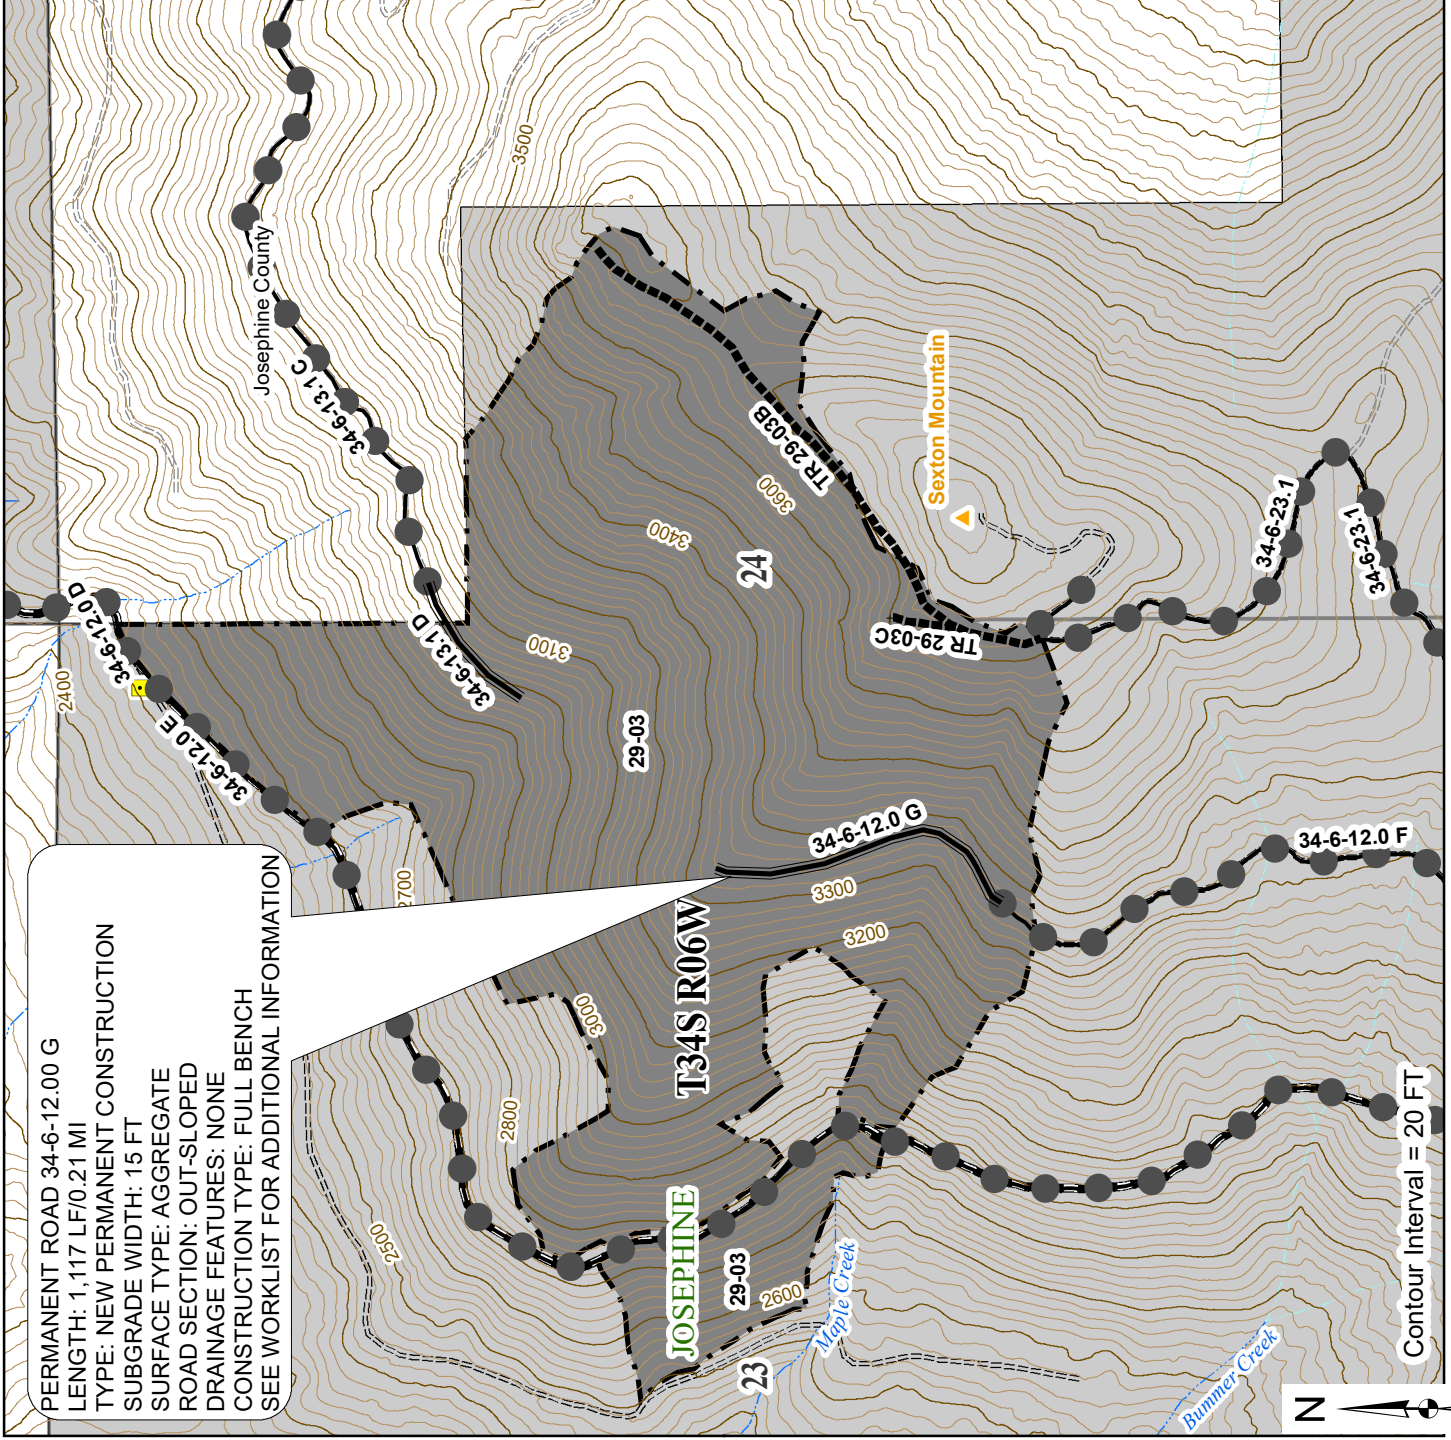 PERMANENT ROAD 34-6-12.00 G
LENGTH: 1,117 LF/0.21 MI
TYPE: NEW PERMANENT CONSTRUCTION
SUBGRADE WIDTH: 15 FT
SURFACE TYPE: AGGREGATE
ROAD SECTION: OUT-SLOPED
DRAINAGE FEATURES: NONE
CONSTRUCTION TYPE: FULL BENCH
SEE WORKLIST FOR ADDITIONAL INFORMATION
2400
34-6-12.0 D
34-6-12.0 E
Josephine County
34-6-13.1 C
34-6-13.1 D
3500
2700
3100
29-03
3400
3600
24
TR 29-03B
TR 29-03C
Sexton Mountain
34-6-23.1
34-6-23.1
34-6-12.0 G
3300
3200
34-6-12.0 F
T34S R06W
3000
2800
2500
JOSEPHINE
29-03
2600
23
Maple Creek
Bummer Creek
Contour Interval = 20 FT
N